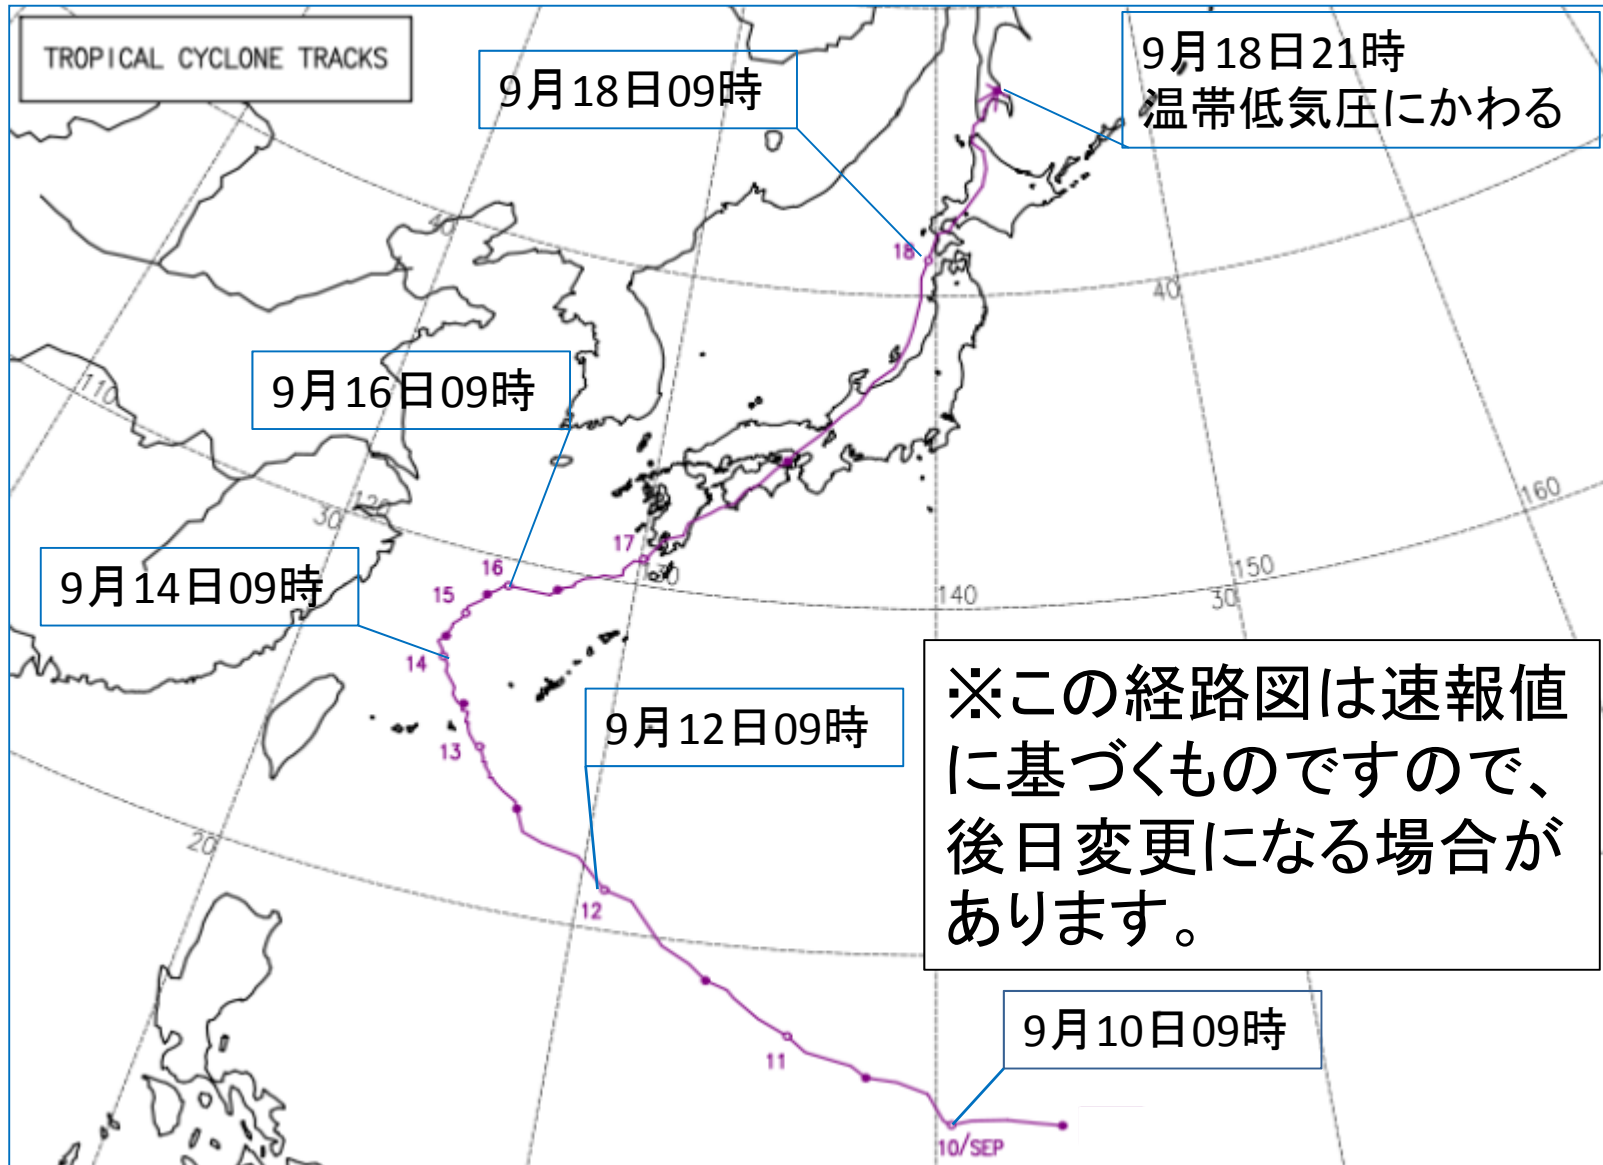 TROPICAL CYCLONE TRACKS
9月18日09時
9月18日21時
温帯低気圧にかわる
40
18
40
110
9月16日09時
120
30
160
17
130
150
140
30
16
15
9月14日09時
14
13
9月12日09時
※この経路図は速報値
に基づくものですので、
後日変更になる場合が
あります。
20
12
9月10日09時
11
10/SEP